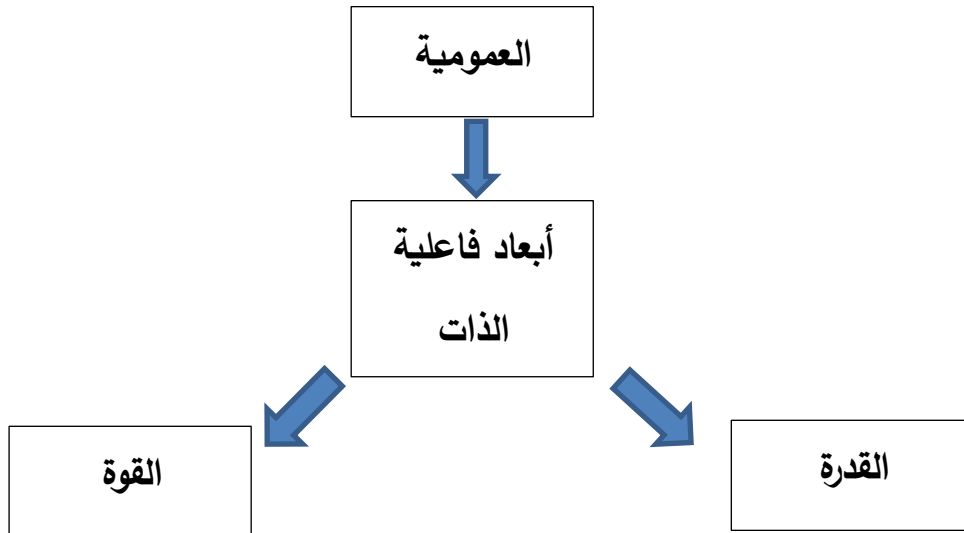 العمومية
أبعاد فاعلية
الذات
القدرة
القوة